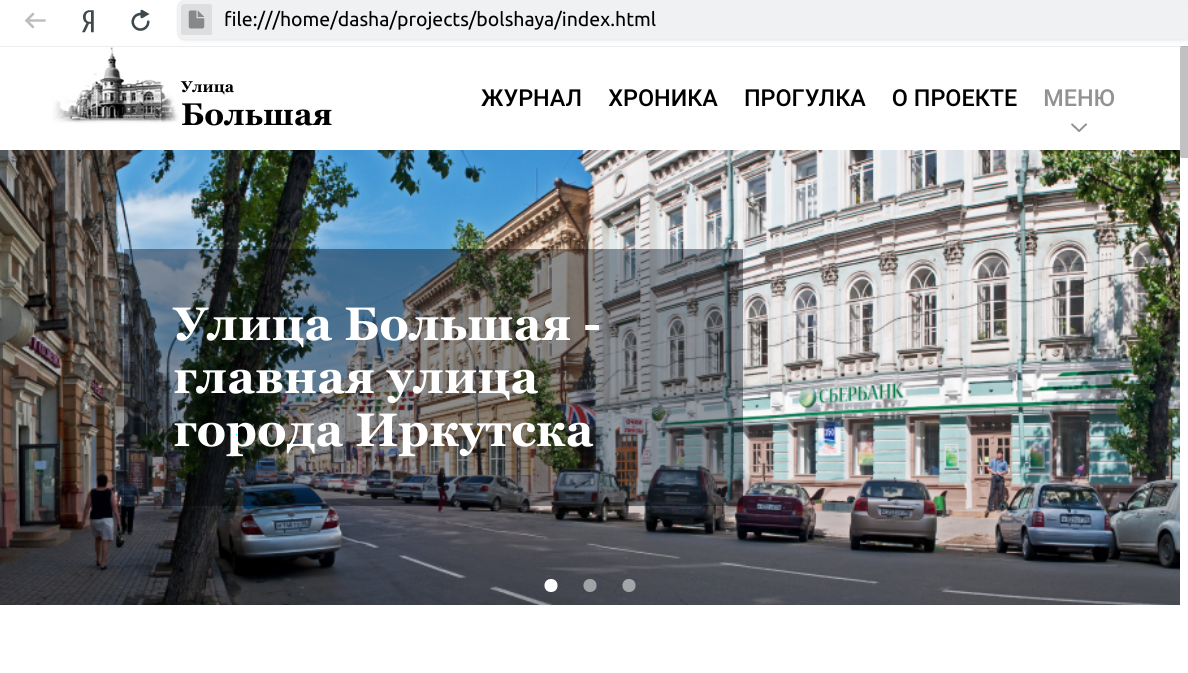 Я
file:///home/dasha/projects/bolshaya/index.html
Улица
Большая
ЖУРНАЛ ХРОНИКА ПРОГУЛКА О ПРОЕКТЕ МЕНЮ
Улица Большая -
главная улица
города Иркутска
СБЕРБАНК